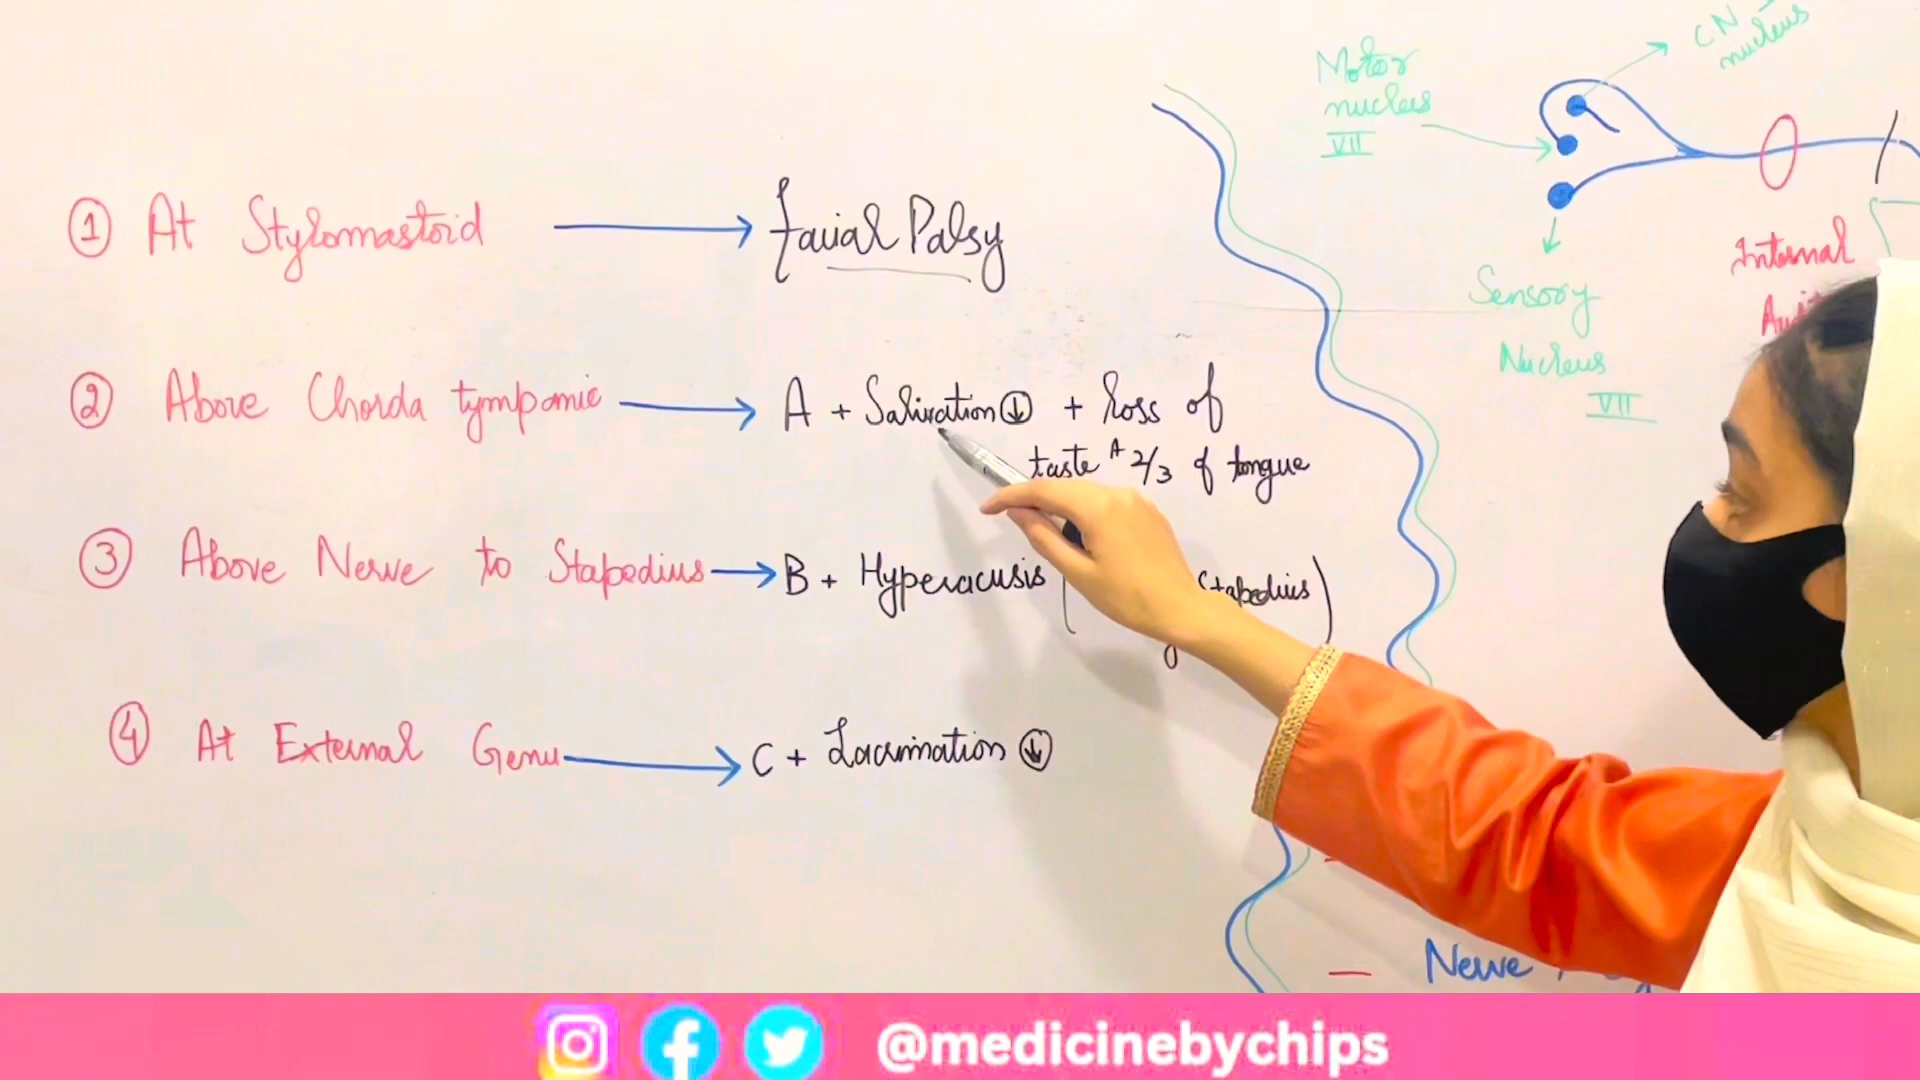 ① At Stylomastoid → facial Palsy
② Above Chorda tympanic → A + Salivation ↓ + loss of
taste A 2/3 of tongue
③ Above Nerve to Stapedius → B + Hyperacusis ( Stapedius )
④ At External Genu → C + Lacrimation ↓
Motor
nucleus
VII
C.N
nucleus
Sensory
Nucleus
VII
Internal
Nerve
@medicinebychips